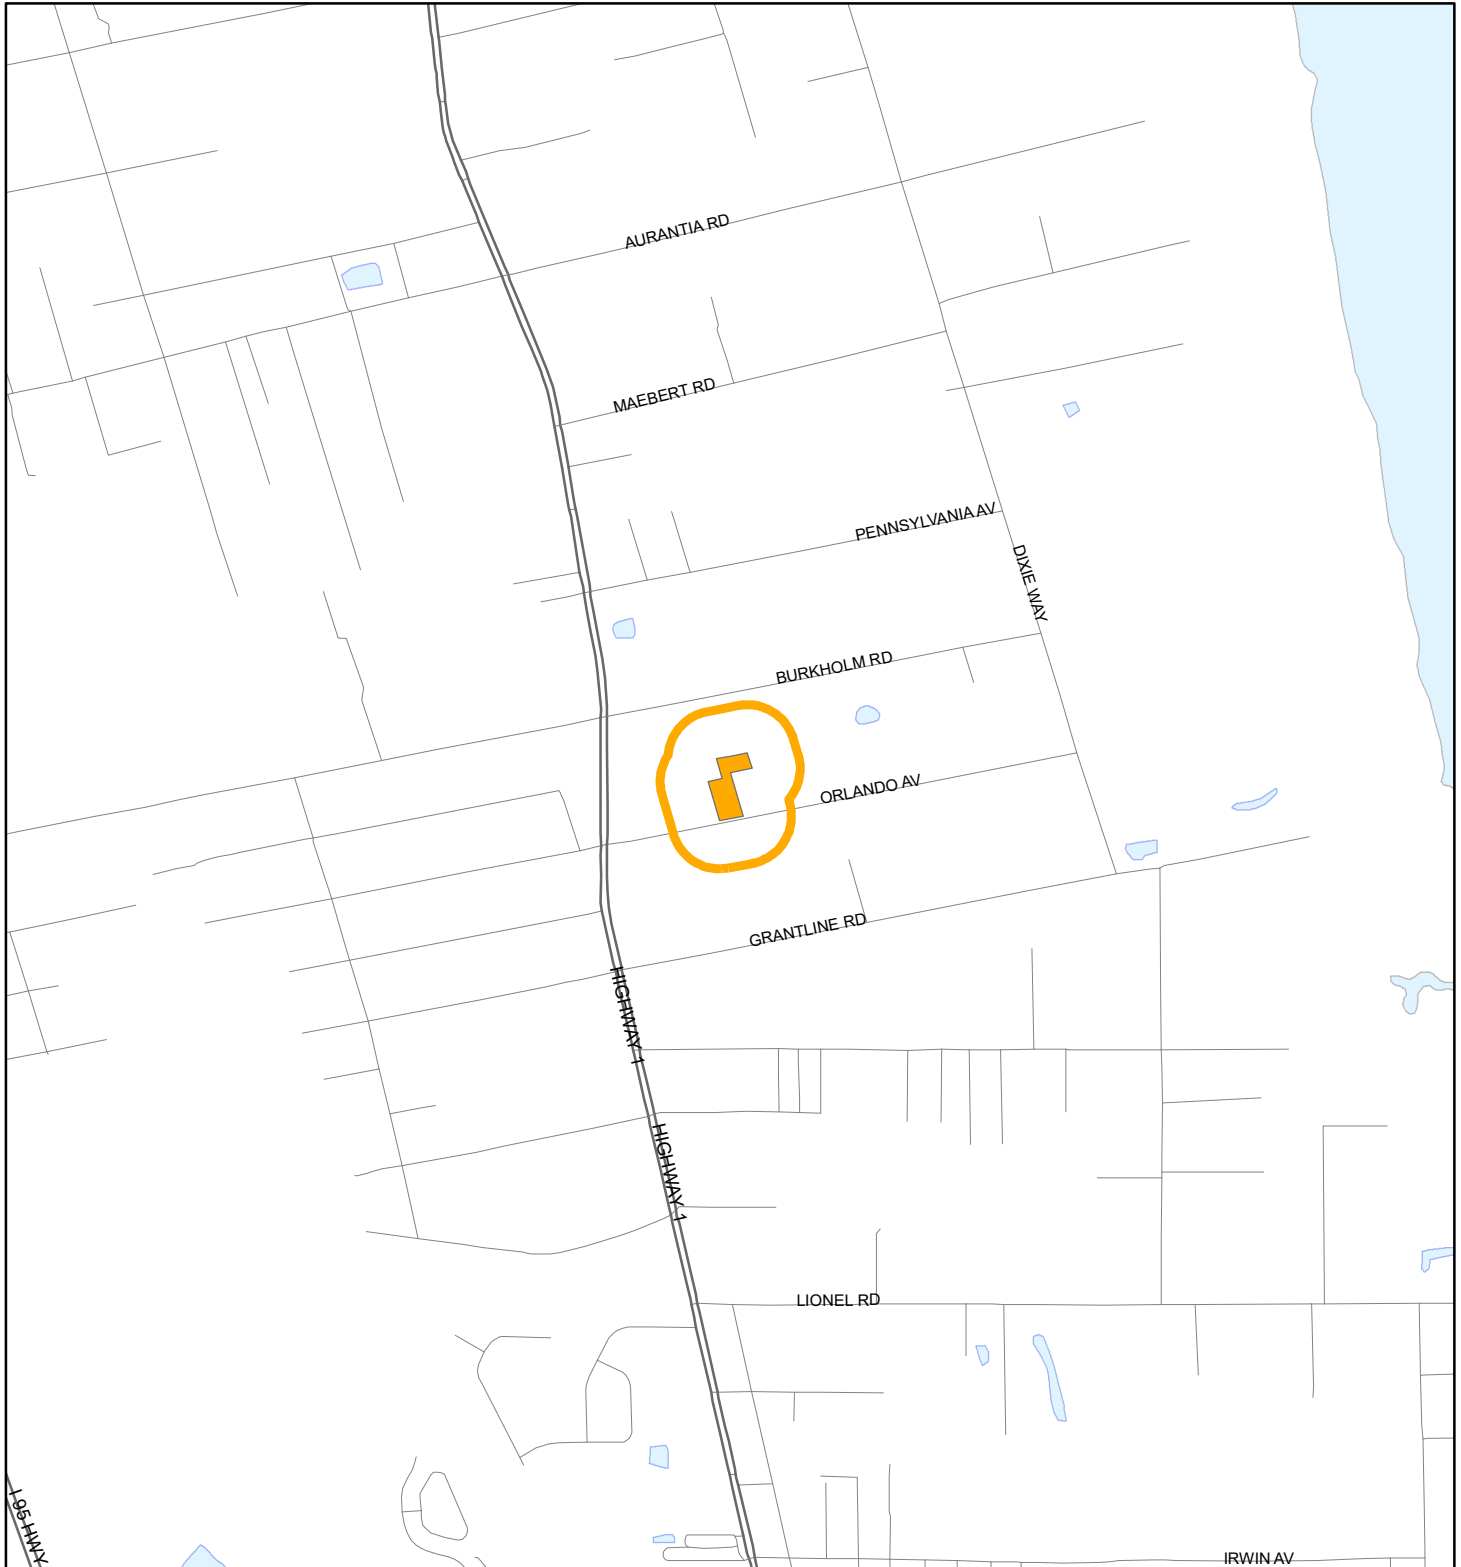 AURANTIA RD
MAEBERT RD
PENNSYLVANIA AV
DIXIE WAY
BURKHOLM RD
ORLANDO AV
GRANTLINE RD
HIGHWAY 1
HIGHWAY 1
LIONEL RD
I 95 HWY
IRWIN AV